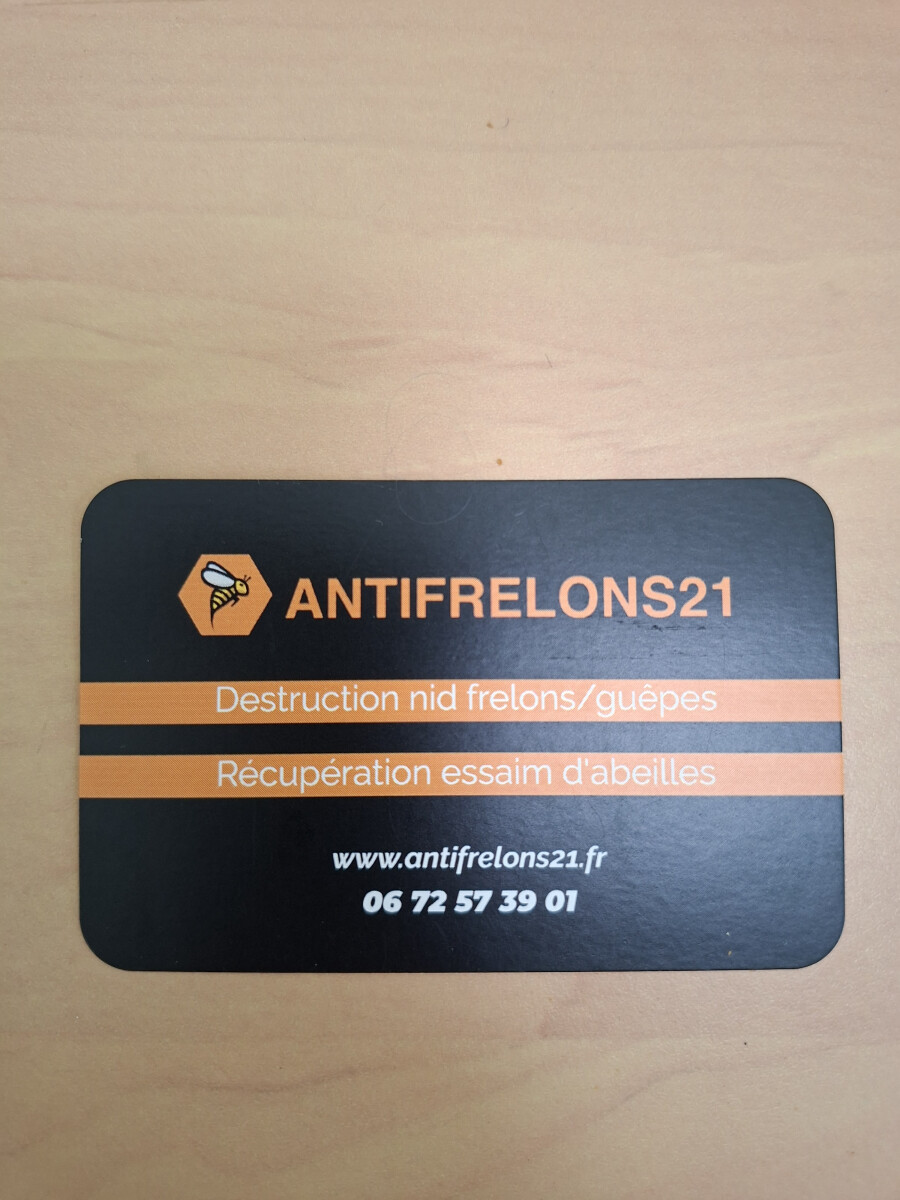 ANTIFRELONS21
Destruction nid frelons/guêpes
Récupération essaim d'abeilles
www.antifrelons21.fr
06 72 57 39 01